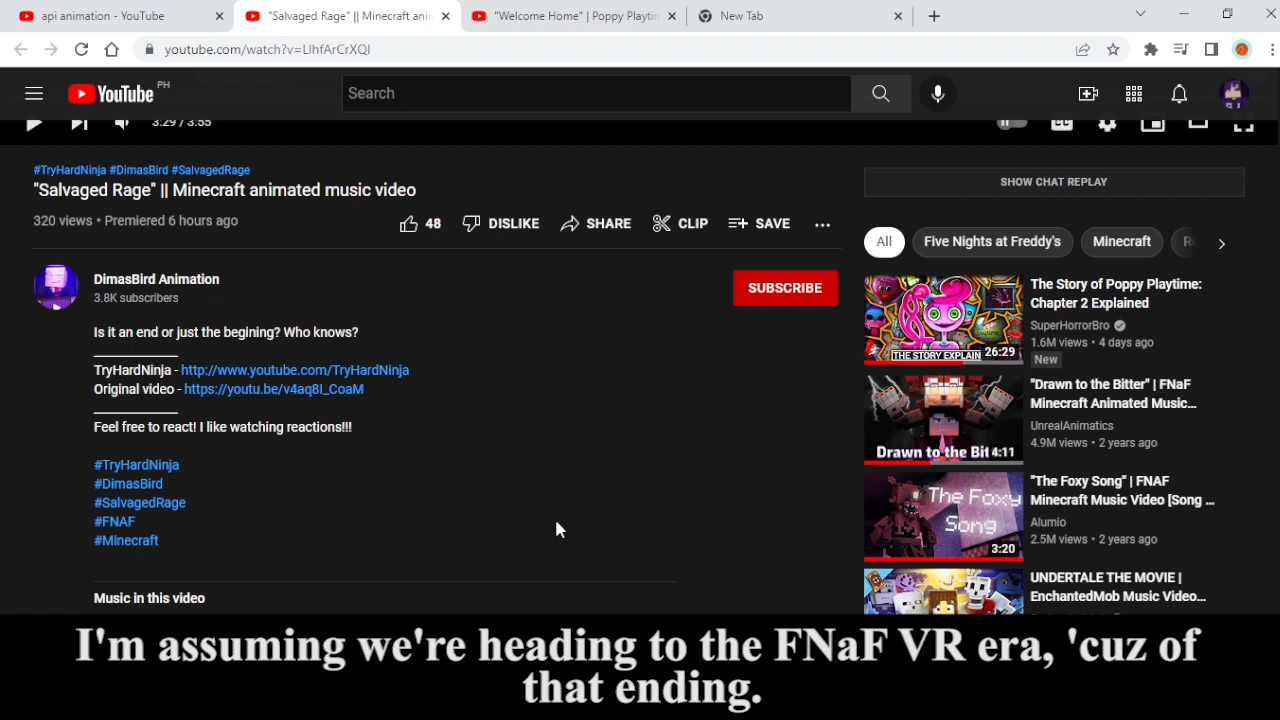 api animation - YouTube
"Salvaged Rage" || Minecraft anim
"Welcome Home" | Poppy Playtim
New Tab
youtube.com/watch?v=LIhfArCrXQI
YouTube PH
Search
3:29 / 3:55
CC
#TryHardNinja #DimasBird #SalvagedRage
"Salvaged Rage" || Minecraft animated music video
320 views • Premiered 6 hours ago
48
DISLIKE
SHARE
CLIP
SAVE
DimasBird Animation
3.8K subscribers
SUBSCRIBE
Is it an end or just the begining? Who knows?
TryHardNinja - http://www.youtube.com/TryHardNinja
Original video - https://youtu.be/v4aq8I_CoaM
Feel free to react! I like watching reactions!!!
#TryHardNinja
#DimasBird
#SalvagedRage
#FNAF
#Minecraft
Music in this video
SHOW CHAT REPLAY
All
Five Nights at Freddy's
Minecraft
THE STORY EXPLAIN
26:29
The Story of Poppy Playtime:
Chapter 2 Explained
SuperHorrorBro
1.6M views • 4 days ago
New
Drawn to the Bit
4:11
"Drawn to the Bitter" | FNaF
Minecraft Animated Music...
UnrealAnimatics
4.9M views • 2 years ago
The Foxy
Song
3:20
"The Foxy Song" | FNAF
Minecraft Music Video [Song ...
Alumio
2.5M views • 2 years ago
UNDERTALE THE MOVIE |
EnchantedMob Music Video...
I'm assuming we're heading to the FNaF VR era, 'cuz of
that ending.